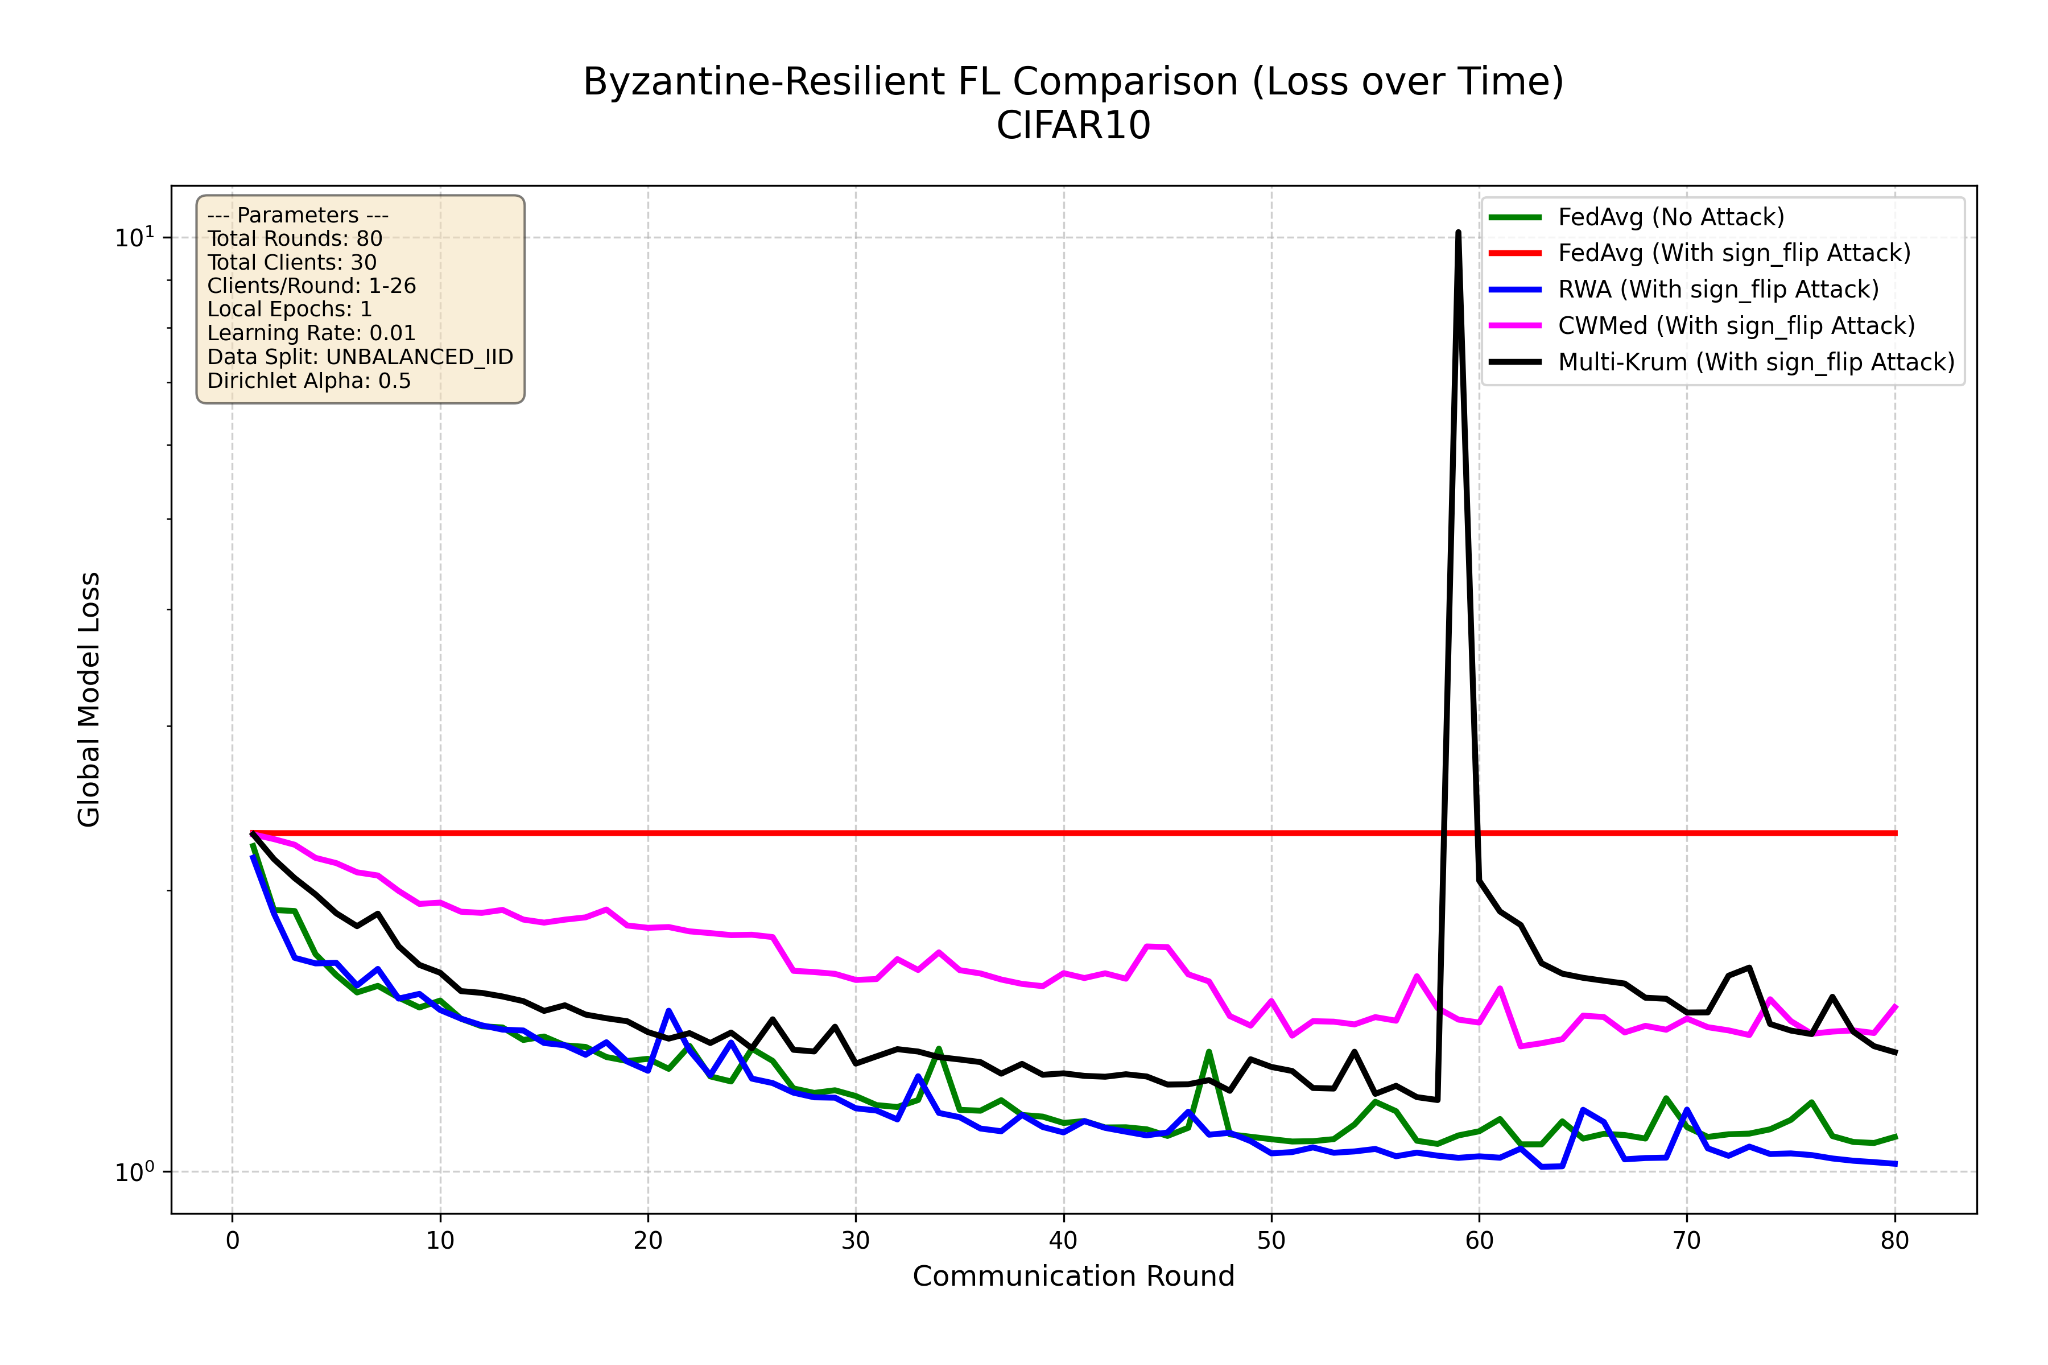 Byzantine-Resilient FL Comparison (Loss over Time)
CIFAR10
--- Parameters ---
Total Rounds: 80
Total Clients: 30
Clients/Round: 1-26
Local Epochs: 1
Learning Rate: 0.01
Data Split: UNBALANCED_IID
Dirichlet Alpha: 0.5
FedAvg (No Attack)
FedAvg (With sign_flip Attack)
RWA (With sign_flip Attack)
CWMed (With sign_flip Attack)
Multi-Krum (With sign_flip Attack)
Global Model Loss
10¹
10⁰
0 10 20 30 40 50 60 70 80
Communication Round